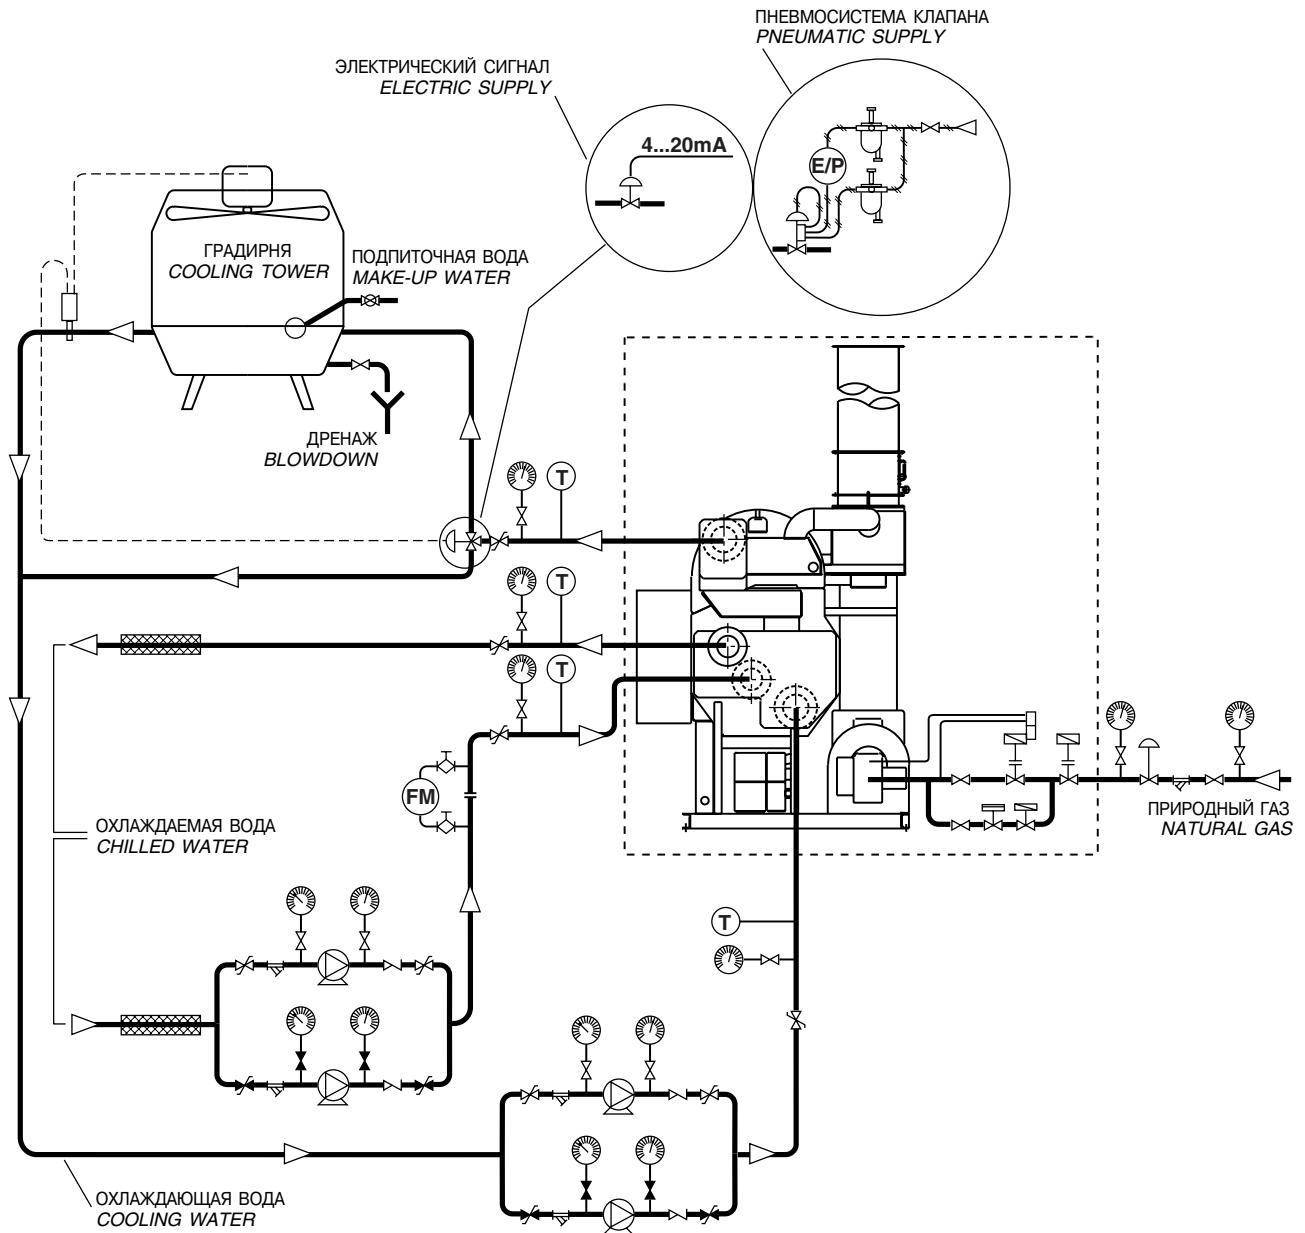 ПНЕВМОСИСТЕМА КЛАПАНА
PNEUMATIC SUPPLY
ЭЛЕКТРИЧЕСКИЙ СИГНАЛ
ELECTRIC SUPPLY
4...20mA
E/P
ГРАДИРНЯ
COOLING TOWER
ПОДПИТОЧНАЯ ВОДА
MAKE-UP WATER
ДРЕНАЖ
BLOWDOWN
T
T
T
FM
ОХЛАЖДАЕМАЯ ВОДА
CHILLED WATER
ПРИРОДНЫЙ ГАЗ
NATURAL GAS
T
ОХЛАЖДАЮЩАЯ ВОДА
COOLING WATER